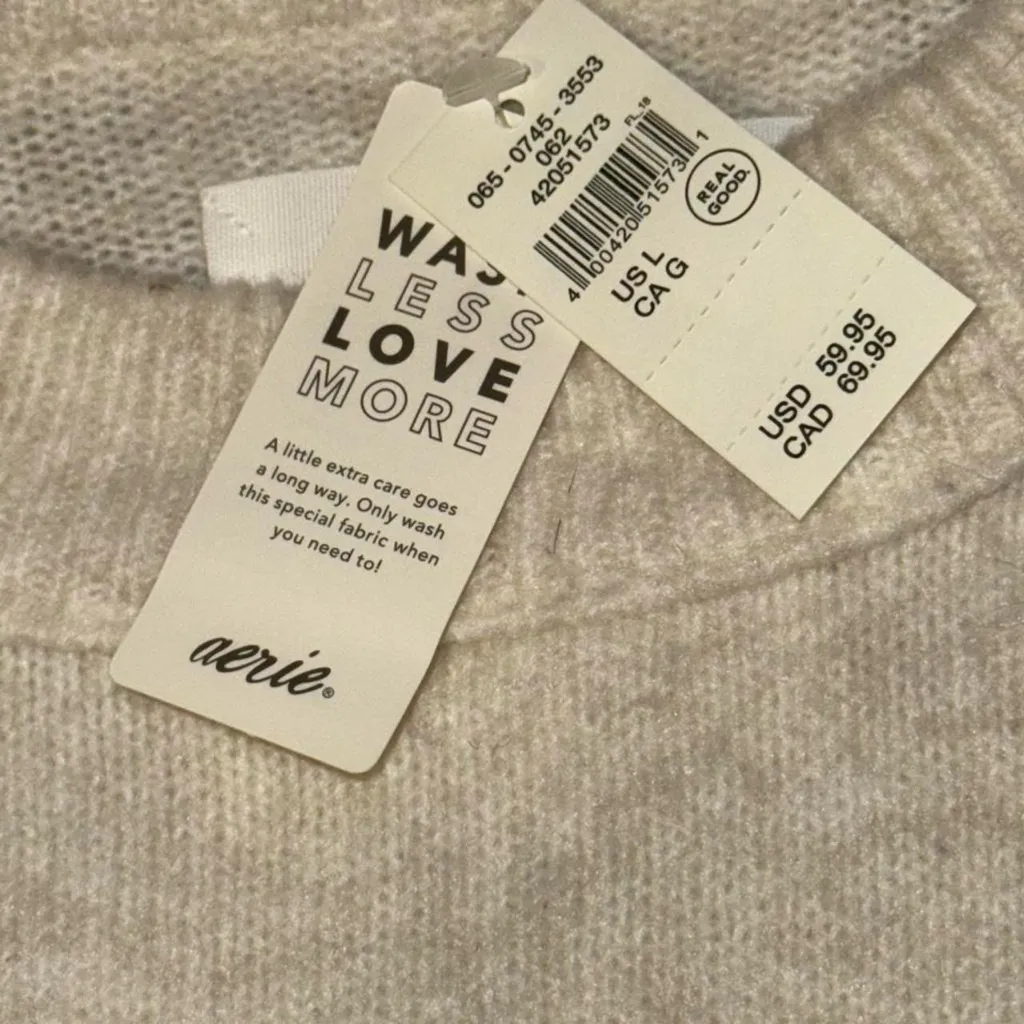 065-0745-3553
062
42051573
FL_18
4 00420 51573 1
REAL
GOOD.
US L
CA G
USD 59.95
CAD 69.95
LESS
LOVE
MORE
A little extra care goes
a long way. Only wash
this special fabric when
you need to!
aerie®